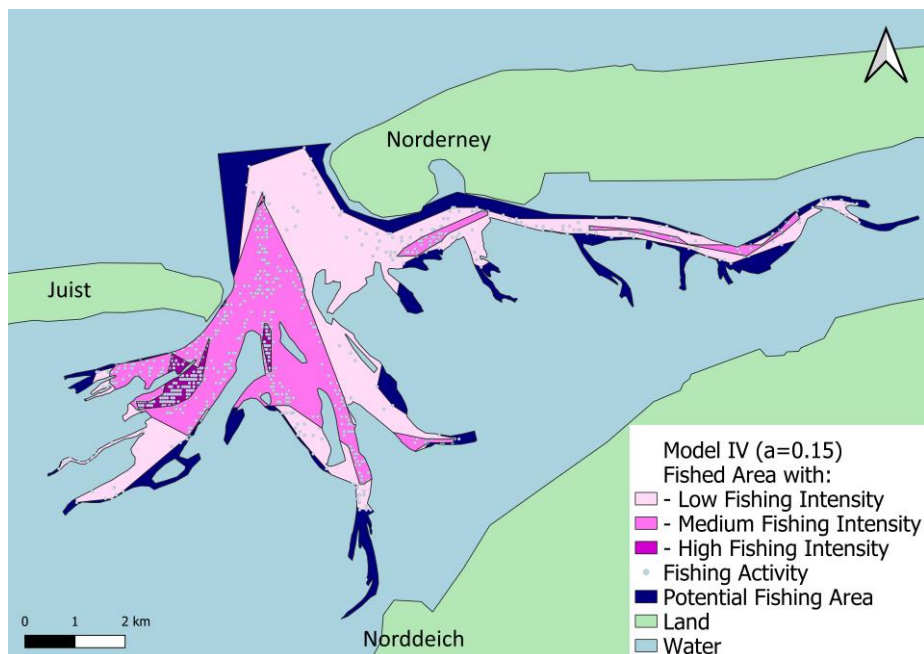 Norderney
Juist
Model IV (a=0.15)
Fished Area with:
- Low Fishing Intensity
- Medium Fishing Intensity
- High Fishing Intensity
Fishing Activity
Potential Fishing Area
Land
Water
0 1 2 km
Norddeich